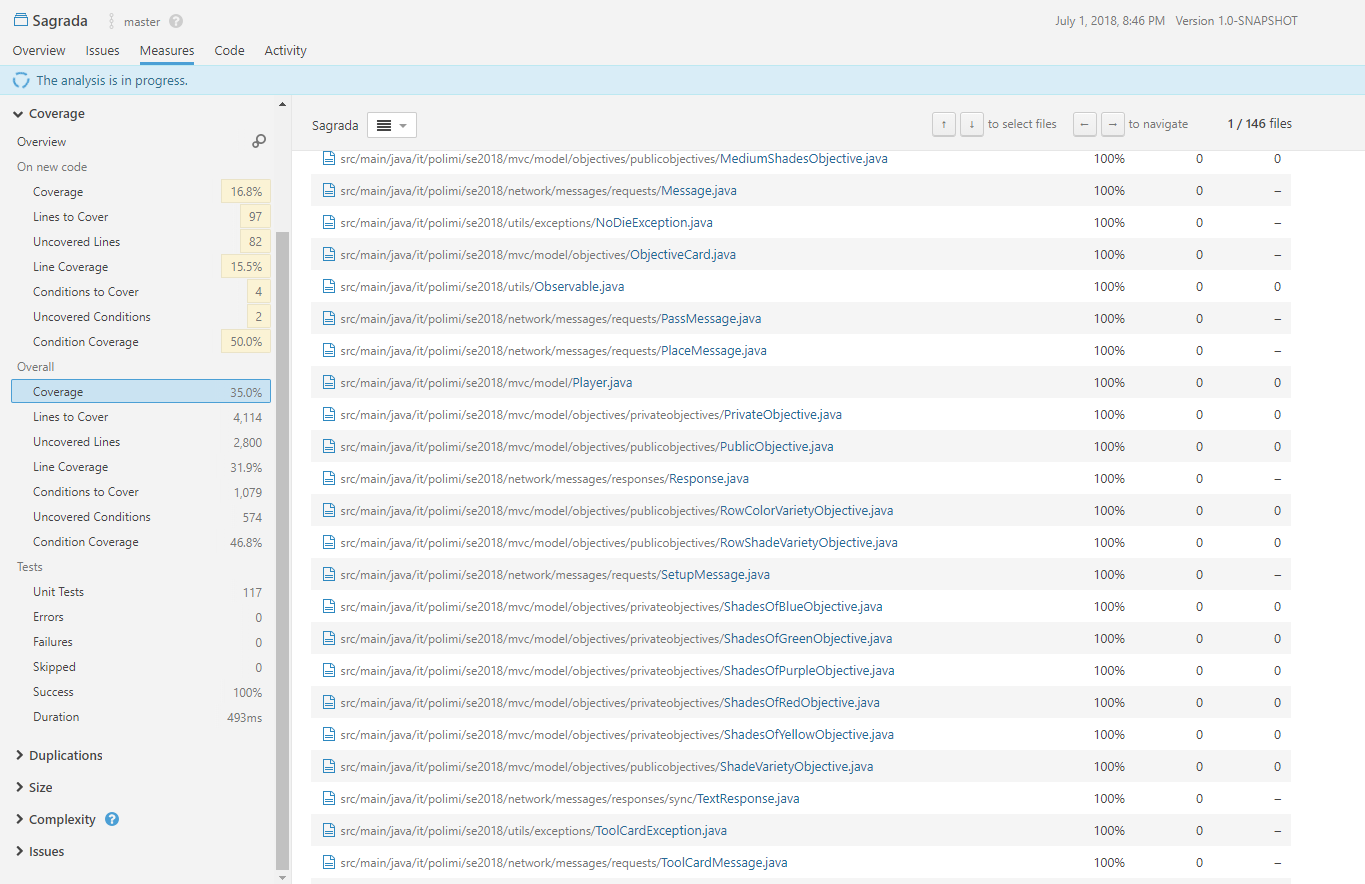 Sagrada master ? July 1, 2018, 8:46 PM Version 1.0-SNAPSHOT
Overview Issues Measures Code Activity
The analysis is in progress.
Coverage
Overview
On new code
Coverage 16.8%
Lines to Cover 97
Uncovered Lines 82
Line Coverage 15.5%
Conditions to Cover 4
Uncovered Conditions 2
Condition Coverage 50.0%
Overall
Coverage 35.0%
Lines to Cover 4,114
Uncovered Lines 2,800
Line Coverage 31.9%
Conditions to Cover 1,079
Uncovered Conditions 574
Condition Coverage 46.8%
Tests
Unit Tests 117
Errors 0
Failures 0
Skipped 0
Success 100%
Duration 493ms
Duplications
Size
Complexity ?
Issues
Sagrada ↑ ↓ to select files ← → to navigate 1 / 146 files
src/main/java/it/polimi/se2018/mvc/model/objectives/publicobjectives/MediumShadesObjective.java 100% 0 0
src/main/java/it/polimi/se2018/network/messages/requests/Message.java 100% 0 –
src/main/java/it/polimi/se2018/utils/exceptions/NoDieException.java 100% 0 –
src/main/java/it/polimi/se2018/mvc/model/objectives/ObjectiveCard.java 100% 0 –
src/main/java/it/polimi/se2018/utils/Observable.java 100% 0 0
src/main/java/it/polimi/se2018/network/messages/requests/PassMessage.java 100% 0 –
src/main/java/it/polimi/se2018/network/messages/requests/PlaceMessage.java 100% 0 –
src/main/java/it/polimi/se2018/mvc/model/Player.java 100% 0 0
src/main/java/it/polimi/se2018/mvc/model/objectives/privateobjectives/PrivateObjective.java 100% 0 0
src/main/java/it/polimi/se2018/mvc/model/objectives/publicobjectives/PublicObjective.java 100% 0 0
src/main/java/it/polimi/se2018/network/messages/responses/Response.java 100% 0 –
src/main/java/it/polimi/se2018/mvc/model/objectives/publicobjectives/RowColorVarietyObjective.java 100% 0 0
src/main/java/it/polimi/se2018/mvc/model/objectives/publicobjectives/RowShadeVarietyObjective.java 100% 0 0
src/main/java/it/polimi/se2018/network/messages/requests/SetupMessage.java 100% 0 –
src/main/java/it/polimi/se2018/mvc/model/objectives/privateobjectives/ShadesOfBlueObjective.java 100% 0 0
src/main/java/it/polimi/se2018/mvc/model/objectives/privateobjectives/ShadesOfGreenObjective.java 100% 0 0
src/main/java/it/polimi/se2018/mvc/model/objectives/privateobjectives/ShadesOfPurpleObjective.java 100% 0 0
src/main/java/it/polimi/se2018/mvc/model/objectives/privateobjectives/ShadesOfRedObjective.java 100% 0 0
src/main/java/it/polimi/se2018/mvc/model/objectives/privateobjectives/ShadesOfYellowObjective.java 100% 0 0
src/main/java/it/polimi/se2018/mvc/model/objectives/publicobjectives/ShadeVarietyObjective.java 100% 0 0
src/main/java/it/polimi/se2018/network/messages/responses/sync/TextResponse.java 100% 0 –
src/main/java/it/polimi/se2018/utils/exceptions/ToolCardException.java 100% 0 –
src/main/java/it/polimi/se2018/network/messages/requests/ToolCardMessage.java 100% 0 –